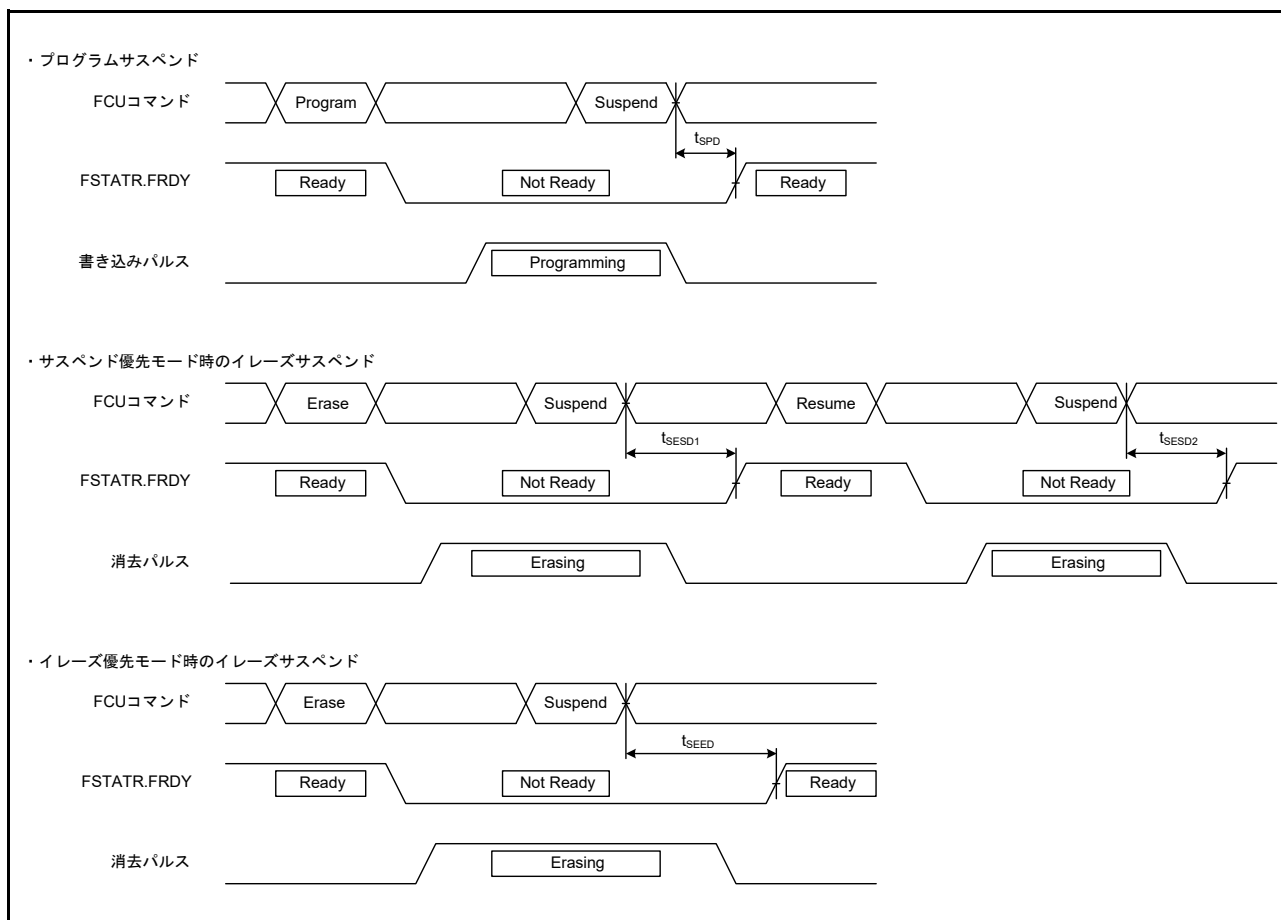 ・プログラムサスペンド
FCUコマンド
Program
Suspend
tSPD
FSTATR.FRDY
Ready
Not Ready
Ready
書き込みパルス
Programming
・サスペンド優先モード時のイレーズサスペンド
FCUコマンド
Erase
Suspend
Resume
Suspend
tSESD1
tSESD2
FSTATR.FRDY
Ready
Not Ready
Ready
Not Ready
消去パルス
Erasing
Erasing
・イレーズ優先モード時のイレーズサスペンド
FCUコマンド
Erase
Suspend
tSEED
FSTATR.FRDY
Ready
Not Ready
Ready
消去パルス
Erasing